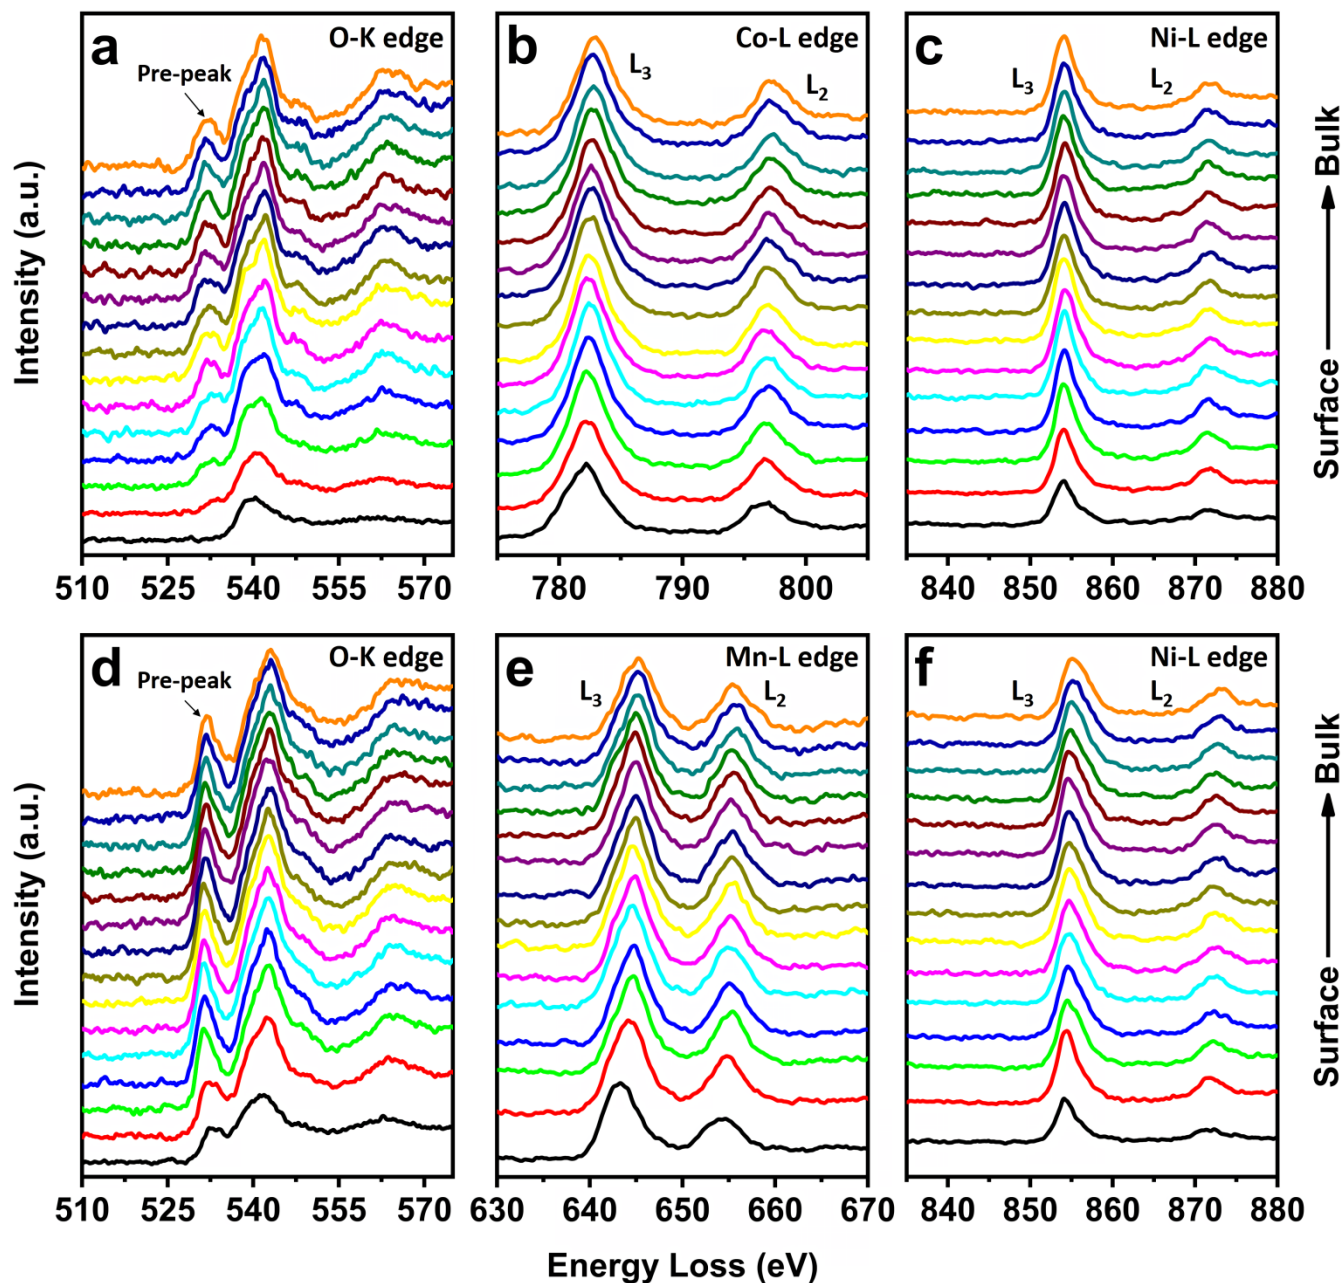 a
O-K edge
Pre-peak
b
Co-L edge
L3
L2
c
Ni-L edge
L3
L2
Intensity (a.u.)
Surface
Bulk
510 525 540 555 570
780 790 800
840 850 860 870 880
d
O-K edge
Pre-peak
e
Mn-L edge
L3
L2
f
Ni-L edge
L3
L2
Intensity (a.u.)
Surface
Bulk
510 525 540 555 570
630 640 650 660 670
840 850 860 870 880
Energy Loss (eV)